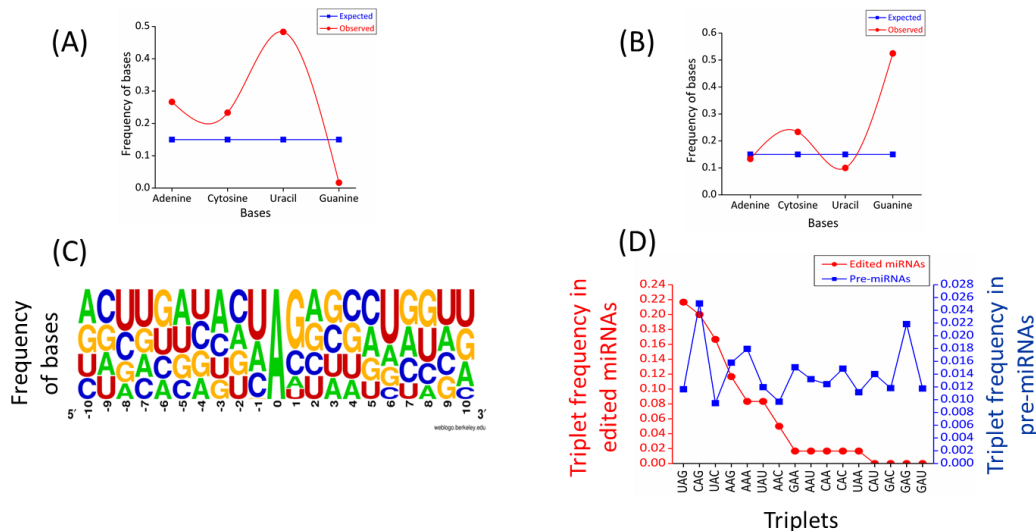 (A)
Expected
Observed
Frequency of bases
0.5
0.4
0.3
0.2
0.1
0.0
Adenine Cytosine Uracil Guanine
Bases
(B)
Expected
Observed
Frequency of bases
0.6
0.5
0.4
0.3
0.2
0.1
0.0
Adenine Cytosine Uracil Guanine
Bases
(C)
Frequency
of bases
5′ -10 -9 -8 -7 -6 -5 -4 -3 -2 -1 0 1 2 3 4 5 6 7 8 9 10 3′
weblogo.berkeley.edu
(D)
Edited miRNAs
Pre-miRNAs
Triplet frequency in
edited miRNAs
0.24
0.22
0.20
0.18
0.16
0.14
0.12
0.10
0.08
0.06
0.04
0.02
0.00
0.028
0.026
0.024
0.022
0.020
0.018
0.016
0.014
0.012
0.010
0.008
0.006
0.004
0.002
0.000
Triplet frequency in
pre-miRNAs
UAG CAG UAC AAG AAA UAU AAC GAA AAU CAA CAC UAA CAU GAC GAG GAU
Triplets